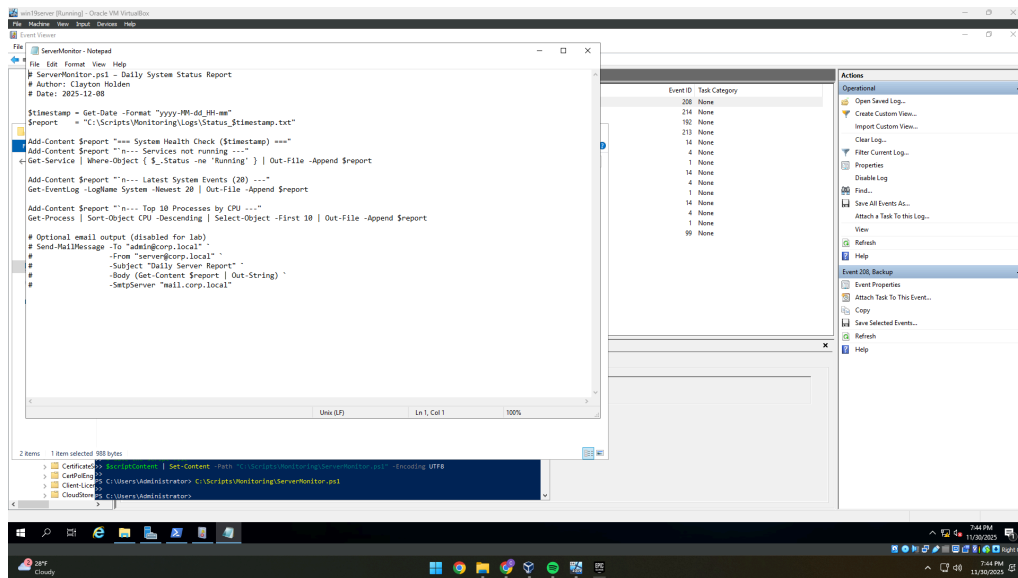 win19server [Running] - Oracle VM VirtualBox
File Machine View Input Devices Help
Event Viewer
File
ServerMonitor - Notepad
File Edit Format View Help
# ServerMonitor.ps1 – Daily System Status Report
# Author: Clayton Holden
# Date: 2025-12-08
$timestamp = Get-Date -Format "yyyy-MM-dd_HH-mm"
$report = "C:\Scripts\Monitoring\Logs\Status_$timestamp.txt"
Add-Content $report "=== System Health Check ($timestamp) ==="
Add-Content $report "`n--- Services not running ---"
Get-Service | Where-Object { $_.Status -ne 'Running' } | Out-File -Append $report
Add-Content $report "`n--- Latest System Events (20) ---"
Get-EventLog -LogName System -Newest 20 | Out-File -Append $report
Add-Content $report "`n--- Top 10 Processes by CPU ---"
Get-Process | Sort-Object CPU -Descending | Select-Object -First 10 | Out-File -Append $report
# Optional email output (disabled for lab)
# Send-MailMessage -To "admin@corp.local" `
# -From "server@corp.local" `
# -Subject "Daily Server Report" `
# -Body (Get-Content $report | Out-String) `
# -SmtpServer "mail.corp.local"
Unix (LF) Ln 1, Col 1 100%
Event ID Task Category
208 None
214 None
192 None
213 None
14 None
4 None
1 None
14 None
4 None
1 None
14 None
4 None
1 None
99 None
Actions
Operational
Open Saved Log...
Create Custom View...
Import Custom View...
Clear Log...
Filter Current Log...
Properties
Disable Log
Find...
Save All Events As...
Attach a Task To this Log...
View
Refresh
Help
Event 208, Backup
Event Properties
Attach Task To This Event...
Copy
Save Selected Events...
Refresh
Help
2 items 1 item selected 988 bytes
CertificateS
CertPolEng
Client-Licer
CloudStore
>> $scriptContent | Set-Content -Path "C:\Scripts\Monitoring\ServerMonitor.ps1" -Encoding UTF8
>>
PS C:\Users\Administrator> C:\Scripts\Monitoring\ServerMonitor.ps1
>>
PS C:\Users\Administrator>
7:44 PM
11/30/2025
Right
28°F
Cloudy
7:44 PM
11/30/2025